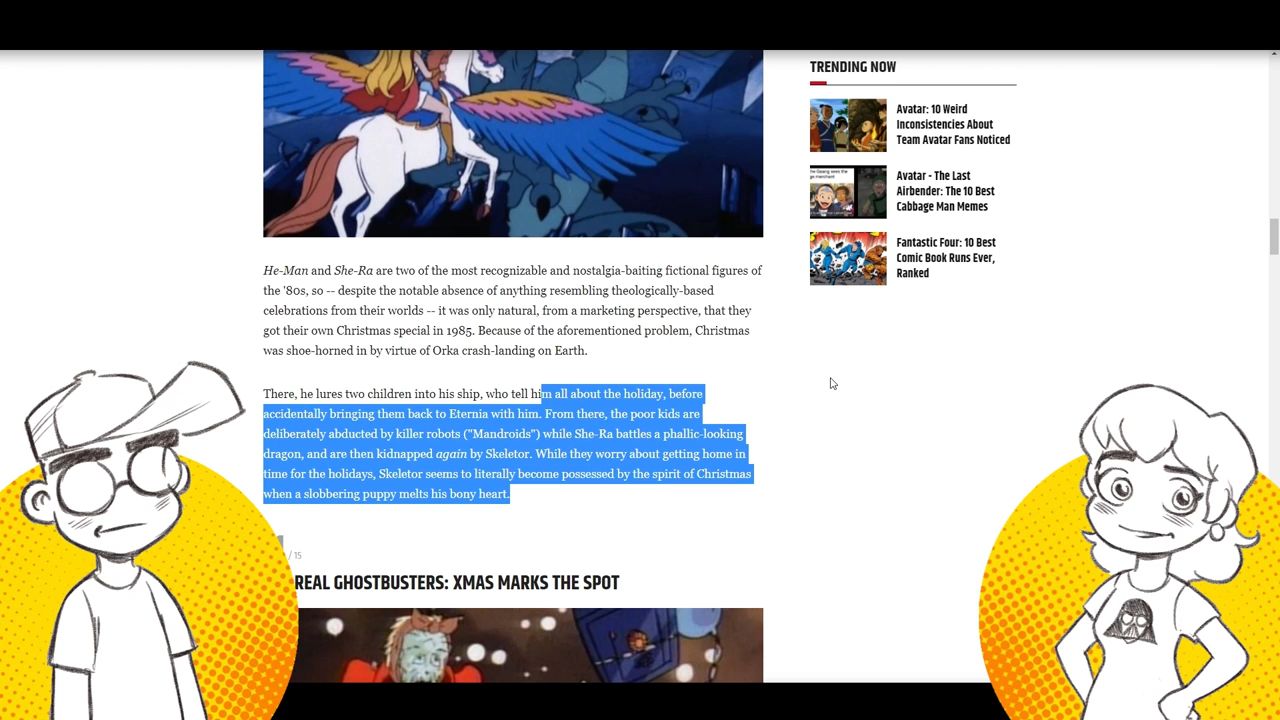 TRENDING NOW
Avatar: 10 Weird
Inconsistencies About
Team Avatar Fans Noticed
Avatar - The Last
Airbender: The 10 Best
Cabbage Man Memes
Fantastic Four: 10 Best
Comic Book Runs Ever,
Ranked
He-Man and She-Ra are two of the most recognizable and nostalgia-baiting fictional figures of
the '80s, so -- despite the notable absence of anything resembling theologically-based
celebrations from their worlds -- it was only natural, from a marketing perspective, that they
got their own Christmas special in 1985. Because of the aforementioned problem, Christmas
was shoe-horned in by virtue of Orka crash-landing on Earth.
There, he lures two children into his ship, who tell him all about the holiday, before
accidentally bringing them back to Eternia with him. From there, the poor kids are
deliberately abducted by killer robots ("Mandroids") while She-Ra battles a phallic-looking
dragon, and are then kidnapped again by Skeletor. While they worry about getting home in
time for the holidays, Skeletor seems to literally become possessed by the spirit of Christmas
when a slobbering puppy melts his bony heart.
/ 15
REAL GHOSTBUSTERS: XMAS MARKS THE SPOT